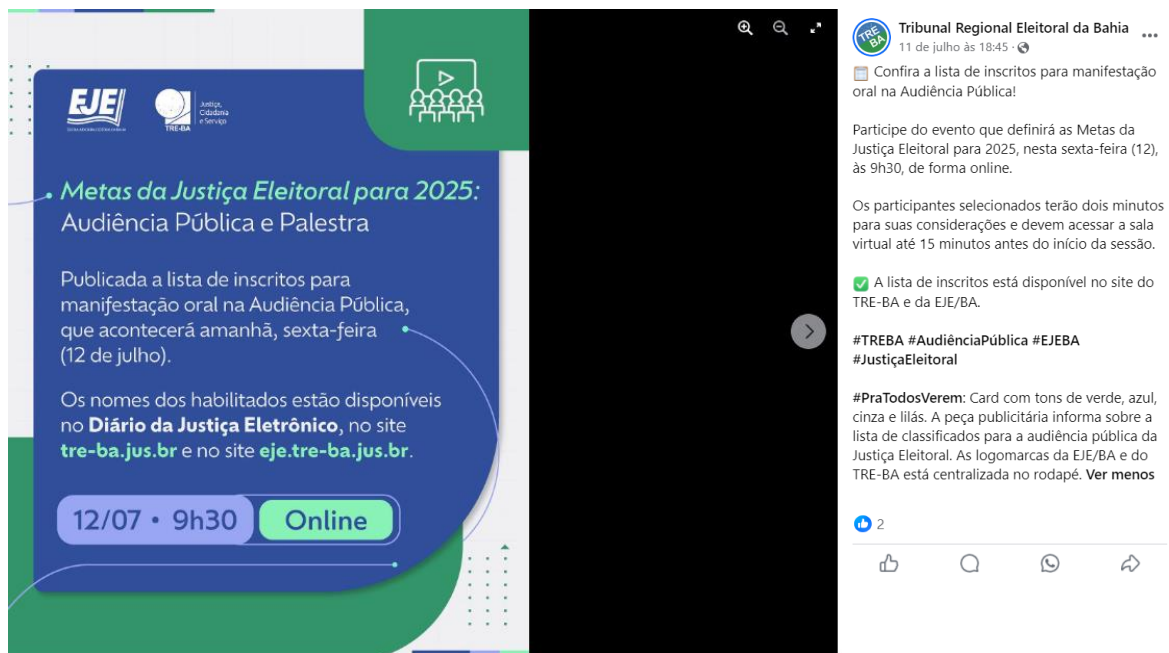 EJE
TRE-BA
Justiça,
Cidadania
e Serviço
Metas da Justiça Eleitoral para 2025:
Audiência Pública e Palestra
Publicada a lista de inscritos para
manifestação oral na Audiência Pública,
que acontecerá amanhã, sexta-feira
(12 de julho).
Os nomes dos habilitados estão disponíveis
no Diário da Justiça Eletrônico, no site
tre-ba.jus.br e no site eje.tre-ba.jus.br.
12/07 • 9h30 Online
TRE
BA
Tribunal Regional Eleitoral da Bahia
11 de julho às 18:45 ·
Confira a lista de inscritos para manifestação
oral na Audiência Pública!
Participe do evento que definirá as Metas da
Justiça Eleitoral para 2025, nesta sexta-feira (12),
às 9h30, de forma online.
Os participantes selecionados terão dois minutos
para suas considerações e devem acessar a sala
virtual até 15 minutos antes do início da sessão.
A lista de inscritos está disponível no site do
TRE-BA e da EJE/BA.
#TREBA #AudiênciaPública #EJEBA
#JustiçaEleitoral
#PraTodosVerem: Card com tons de verde, azul,
cinza e lilás. A peça publicitária informa sobre a
lista de classificados para a audiência pública da
Justiça Eleitoral. As logomarcas da EJE/BA e do
TRE-BA está centralizada no rodapé. Ver menos
2